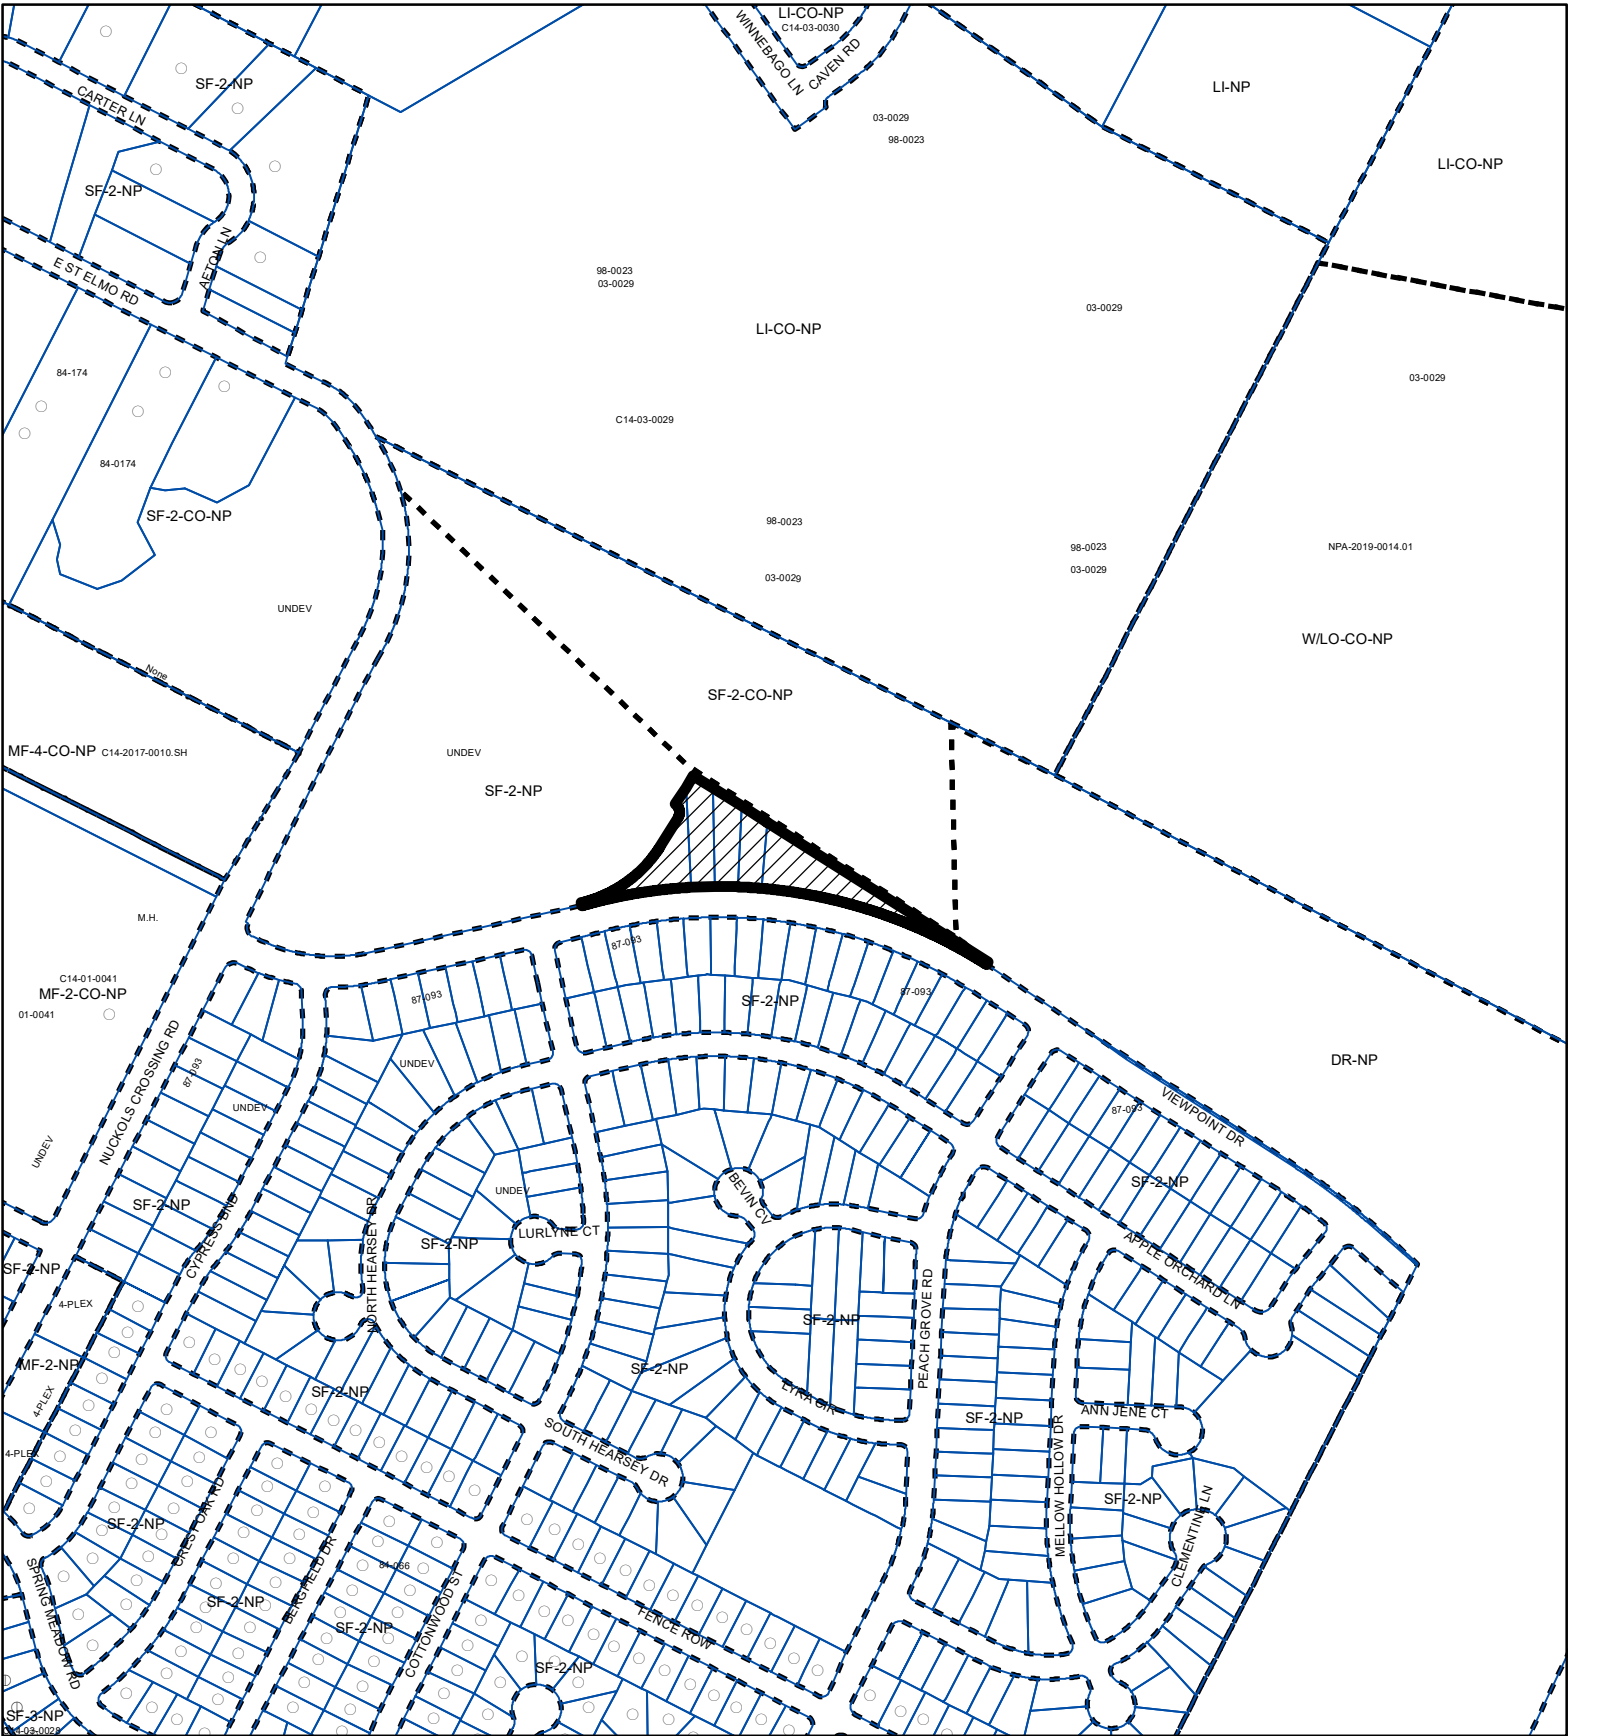 LI-CO-NP
C14-03-0030
WINNEBAGO LN
CAVEN RD
SF-2-NP
LI-NP
CARTER LN
03-0029
98-0023
LI-CO-NP
SF-2-NP
AETON LN
E ST ELMO RD
98-0023
03-0029
LI-CO-NP
03-0029
84-174
03-0029
C14-03-0029
84-0174
SF-2-CO-NP
98-0023
98-0023
03-0029
NPA-2019-0014.01
03-0029
UNDEV
W/LO-CO-NP
None
SF-2-CO-NP
MF-4-CO-NP C14-2017-0010.SH
UNDEV
SF-2-NP
M.H.
87-093
C14-01-0041
MF-2-CO-NP
01-0041
87-093
SF-2-NP
87-093
NUCKOLS CROSSING RD
87-093
UNDEV
DR-NP
UNDEV
87-093
VIEWPOINT DR
UNDEV
SF-2-NP
CYPRESS BND
NORTH HEARSEY DR
UNDEV
SF-2-NP
LURLYNE CT
BEVIN CV
SF-2-NP
APPLE ORCHARD LN
SF-2-NP
4-PLEX
SF-2-NP
PEACH GROVE RD
MF-2-NP
4-PLEX
SF-2-NP
SF-2-NP
LYRA CIR
SF-2-NP
MELLOW HOLLOW DR
ANN JENE CT
4-PLEX
SOUTH HEARSEY DR
SF-2-NP
CLEMENTINE LN
SF-2-NP
CREST OAK RD
BERGFIELD DR
84-066
SPRING MEADOW RD
SF-2-NP
SF-2-NP
COTTONWOOD ST
FENCE ROW
SF-2-NP
SF-3-NP
C14-03-0028